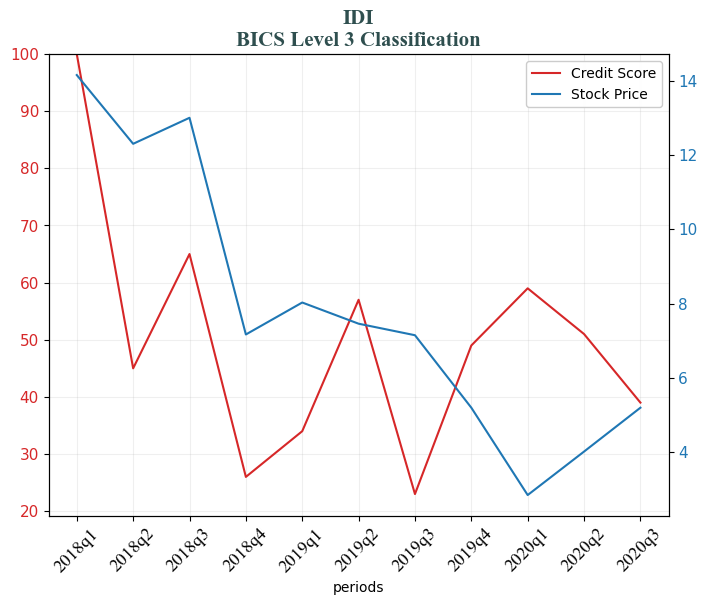 IDI
BICS Level 3 Classification
100
90
80
70
60
50
40
30
20
14
12
10
8
6
4
Credit Score
Stock Price
2018q1
2018q2
2018q3
2018q4
2019q1
2019q2
2019q3
2019q4
2020q1
2020q2
2020q3
periods